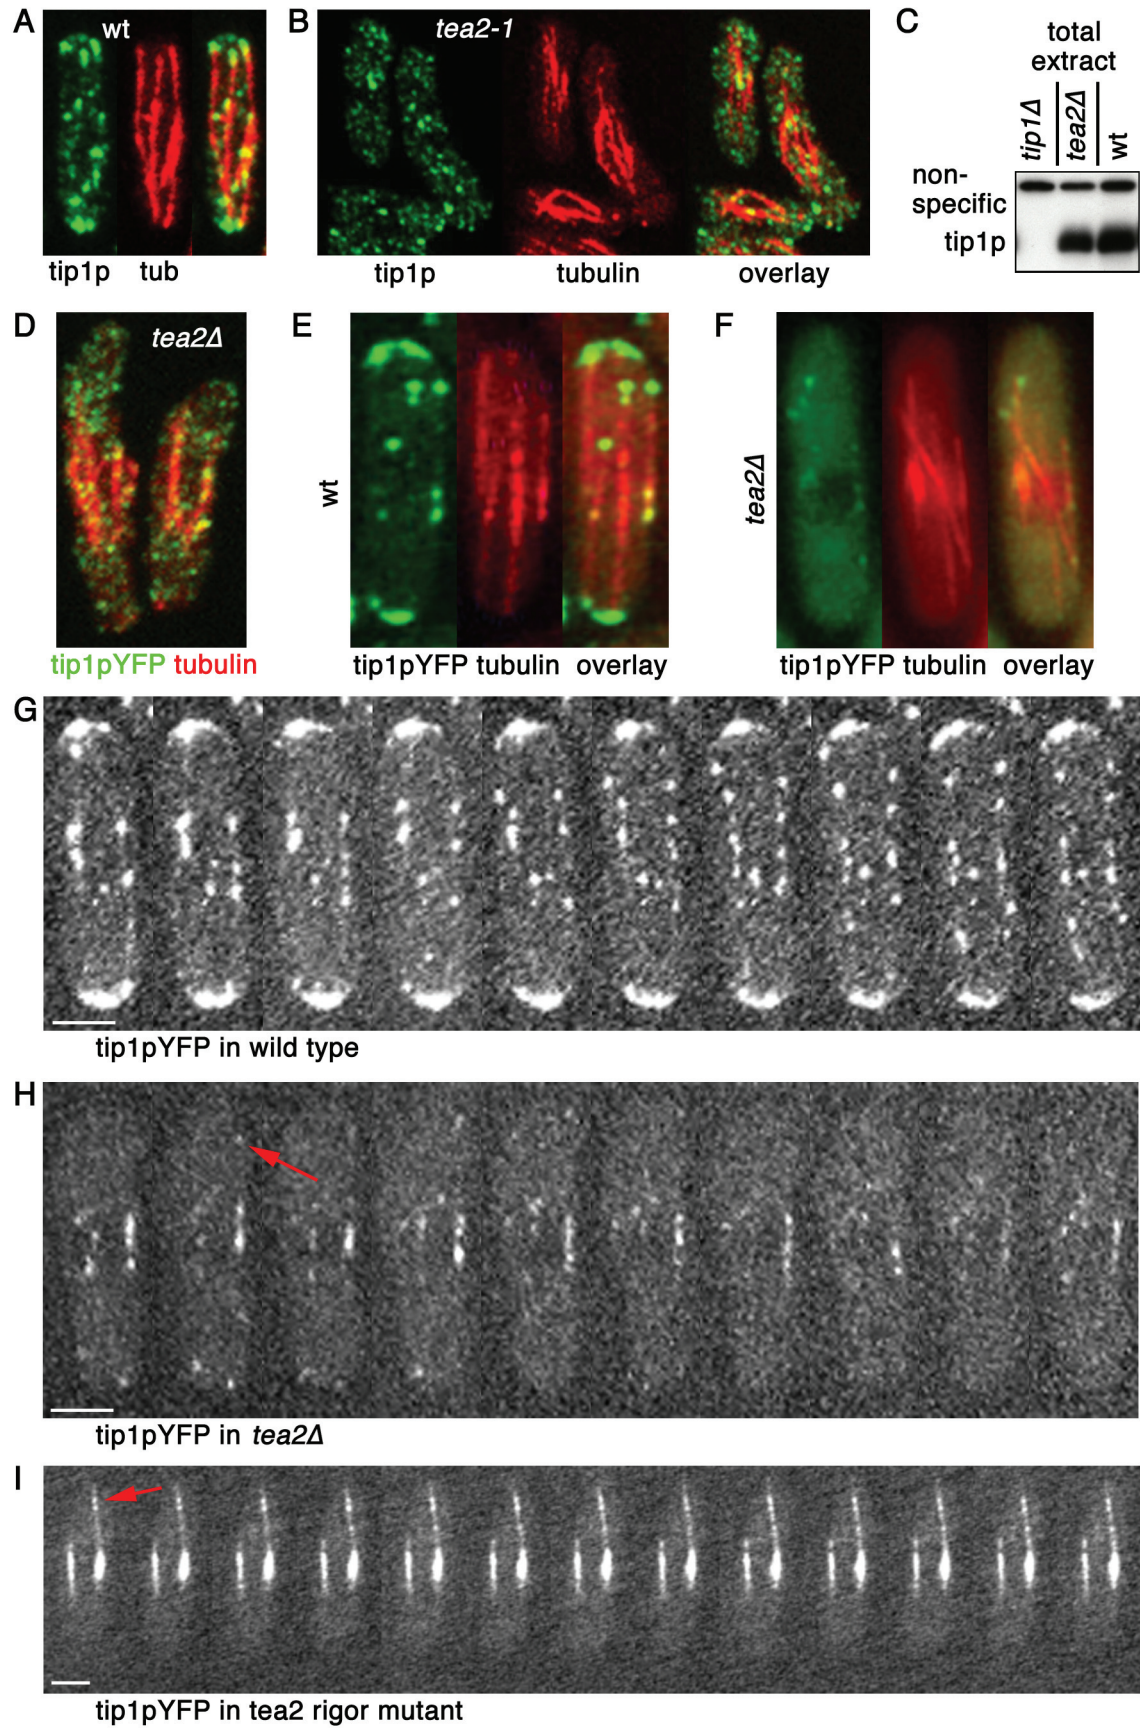 A
wt
tip1p
tub
B
tea2-1
tip1p
tubulin
overlay
C
total
extract
tip1Δ
tea2Δ
wt
non-
specific
tip1p
D
tea2Δ
tip1pYFP tubulin
E
wt
tip1pYFP tubulin overlay
F
tea2Δ
tip1pYFP tubulin overlay
G
tip1pYFP in wild type
H
tip1pYFP in tea2Δ
I
tip1pYFP in tea2 rigor mutant